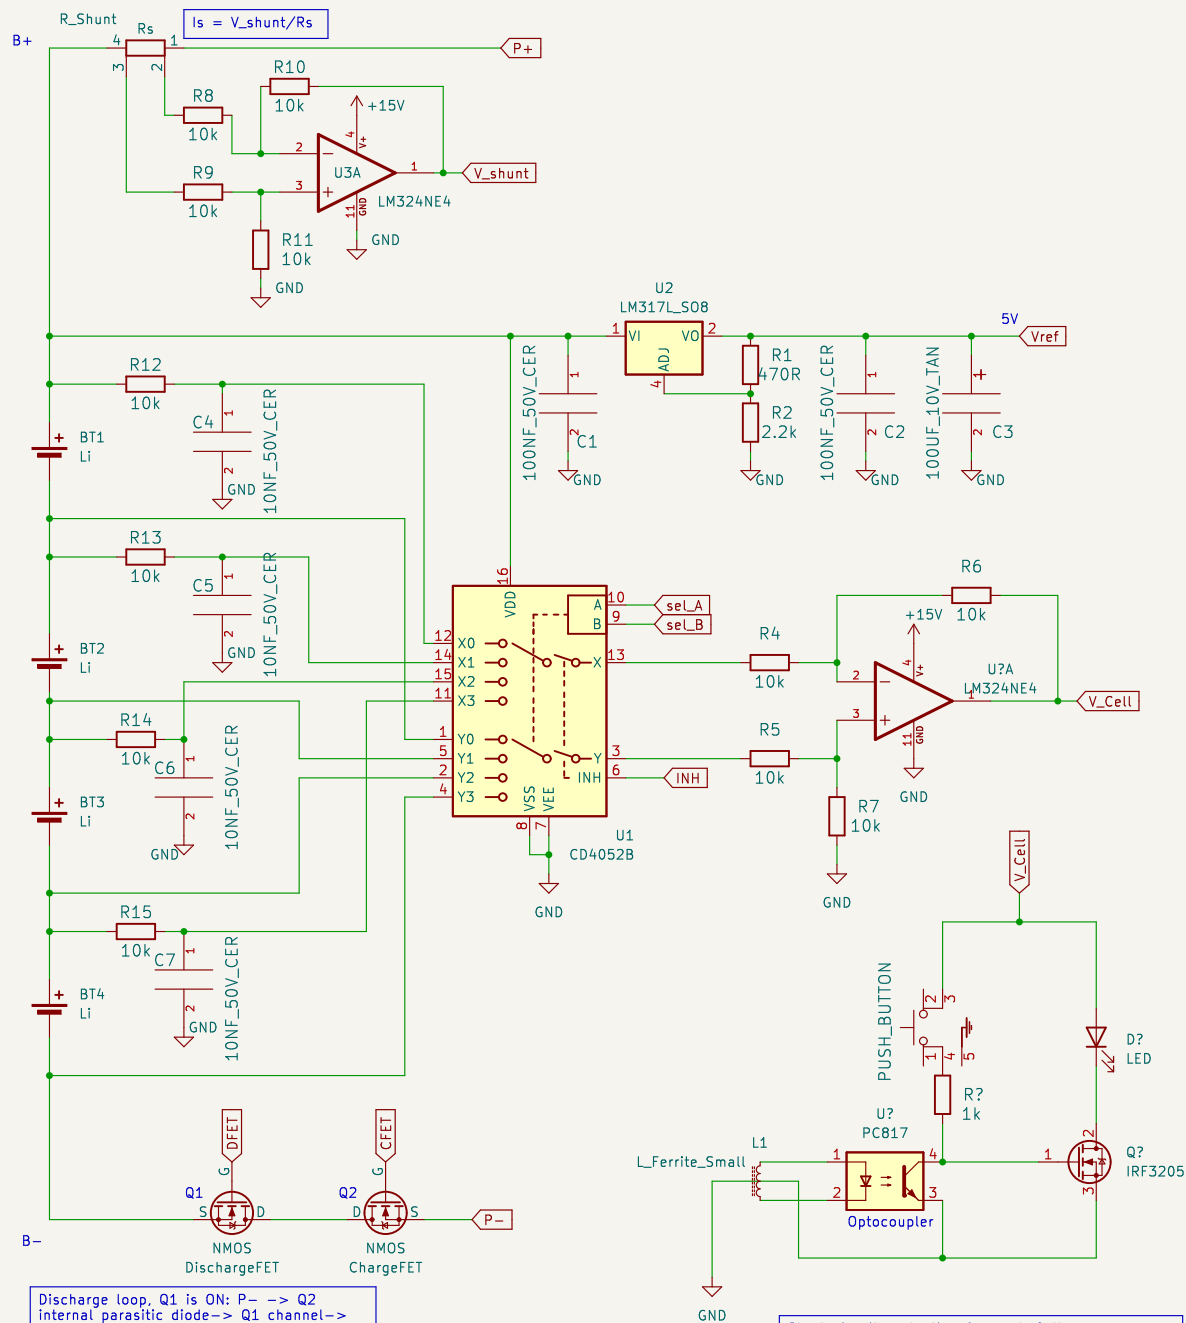 R_Shunt
Is = V_shunt/Rs
B+
4
Rs
1
P+
3
2
R10
10k
R8
10k
+15V
4
V+
2
U3A
1
V_shunt
R9
10k
3
11
GND
LM324NE4
GND
R11
10k
GND
U2
LM317L_SO8
5V
1
VI
VO
2
Vref
ADJ
4
R1
470R
R2
2.2k
GND
100NF_50V_CER
1
2
C1
GND
100NF_50V_CER
1
2
C2
GND
100UF_10V_TAN
1
2
C3
GND
R12
10k
BT1
Li
C4
1
2
GND
10NF_50V_CER
R13
10k
C5
1
2
GND
10NF_50V_CER
BT2
Li
R14
10k
C6
1
2
GND
10NF_50V_CER
BT3
Li
R15
10k
C7
1
2
GND
10NF_50V_CER
BT4
Li
16
VDD
A
10
sel_A
B
9
sel_B
12
X0
14
X1
15
X2
11
X3
X
13
1
Y0
5
Y1
2
Y2
4
Y3
Y
3
INH
6
INH
VSS
VEE
8
7
U1
CD4052B
GND
R4
10k
R5
10k
R6
10k
+15V
4
V+
2
3
U?A
LM324NE4
1
V_Cell
11
GND
GND
R7
10k
GND
V_Cell
PUSH_BUTTON
2
3
1
4
5
R?
1k
D?
LED
U?
PC817
L1
L_Ferrite_Small
1
2
4
3
Optocoupler
1
2
3
Q?
IRF3205
GND
DFET
G
Q1
S
D
NMOS
DischargeFET
CFET
G
Q2
D
S
NMOS
ChargeFET
P-
B-
Discharge loop, Q1 is ON: P- -> Q2
internal parasitic diode-> Q1 channel->